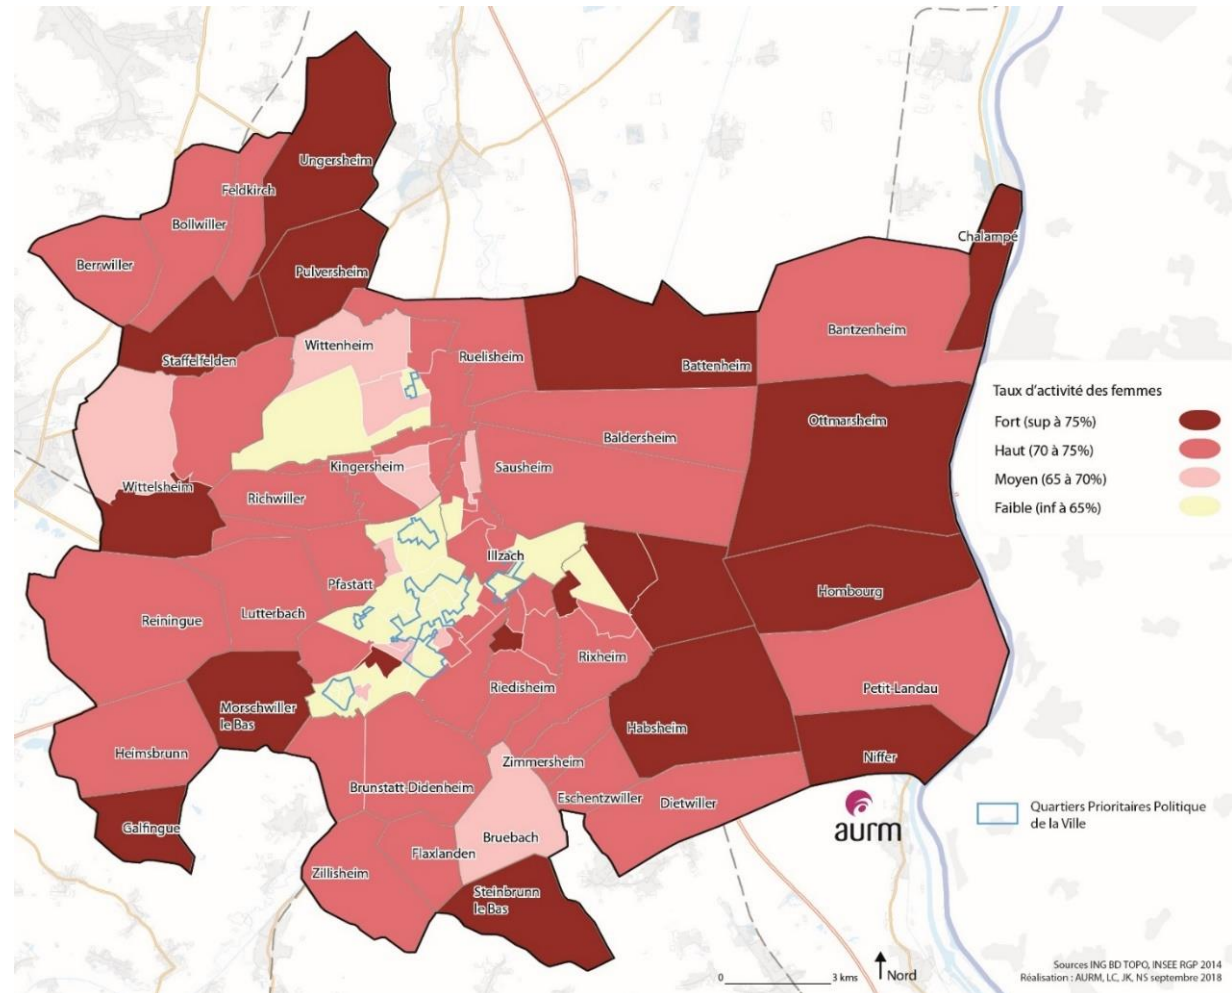 Ungersheim
Feldkirch
Bollwiller
Berrwiller
Pulversheim
Chalampé
Staffelfelden
Wittenheim
Ruelisheim
Battenheim
Bantzenheim
Taux d'activité des femmes
Fort (sup à 75%)
Haut (70 à 75%)
Moyen (65 à 70%)
Faible (inf à 65%)
Ottmarsheim
Baldersheim
Kingersheim
Sausheim
Wittelsheim
Richwiller
Illzach
Pfastatt
Hombourg
Lutterbach
Reiningue
Rixheim
Riedisheim
Petit-Landau
Morschwiller
le Bas
Habsheim
Heimsbrunn
Niffer
Zimmersheim
Brunstatt-Didenheim
Eschentzwiller
Dietwiller
Quartiers Prioritaires Politique
de la Ville
aurm
Galfingue
Bruebach
Flaxlanden
Zillisheim
Steinbrunn
le Bas
0
3 kms
Nord
Sources ING BD TOPO, INSEE RGP 2014
Réalisation : AURM, LC, JK, NS septembre 2018